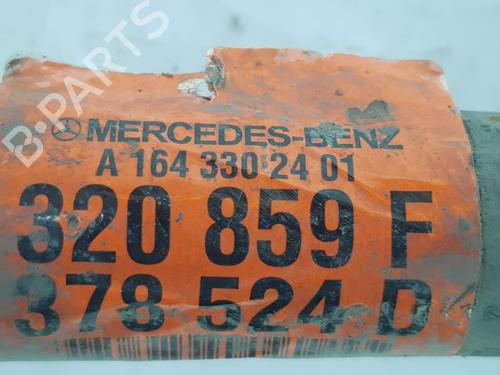 B-PARTS
MERCEDES-BENZ
A 164 330 24 01
320 859 F
378 524 D